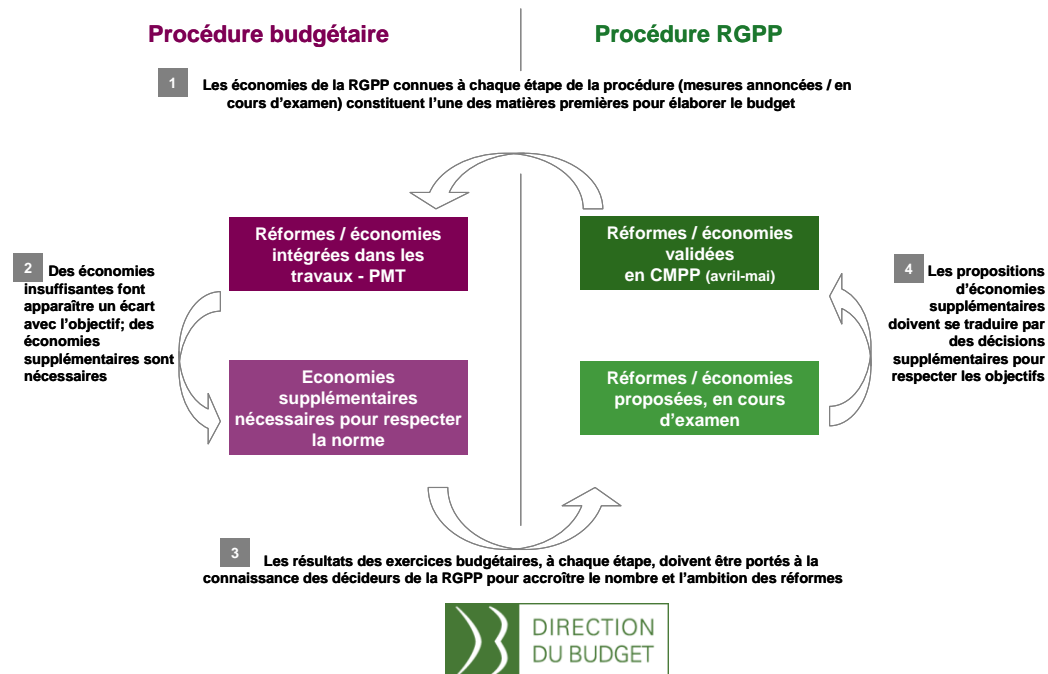 Procédure budgétaire
Procédure RGPP
1
Les économies de la RGPP connues à chaque étape de la procédure (mesures annoncées / en
cours d'examen) constituent l'une des matières premières pour élaborer le budget
Réformes / économies
intégrées dans les
travaux - PMT
Réformes / économies
validées
en CMPP (avril-mai)
2 Des économies
insuffisantes font
apparaître un écart
avec l'objectif; des
économies
supplémentaires sont
nécessaires
4 Les propositions
d'économies
supplémentaires
doivent se traduire par
des décisions
supplémentaires pour
respecter les objectifs
Economies
supplémentaires
nécessaires pour respecter
la norme
Réformes / économies
proposées, en cours
d'examen
3
Les résultats des exercices budgétaires, à chaque étape, doivent être portés à la
connaissance des décideurs de la RGPP pour accroître le nombre et l'ambition des réformes
DIRECTION
DU BUDGET